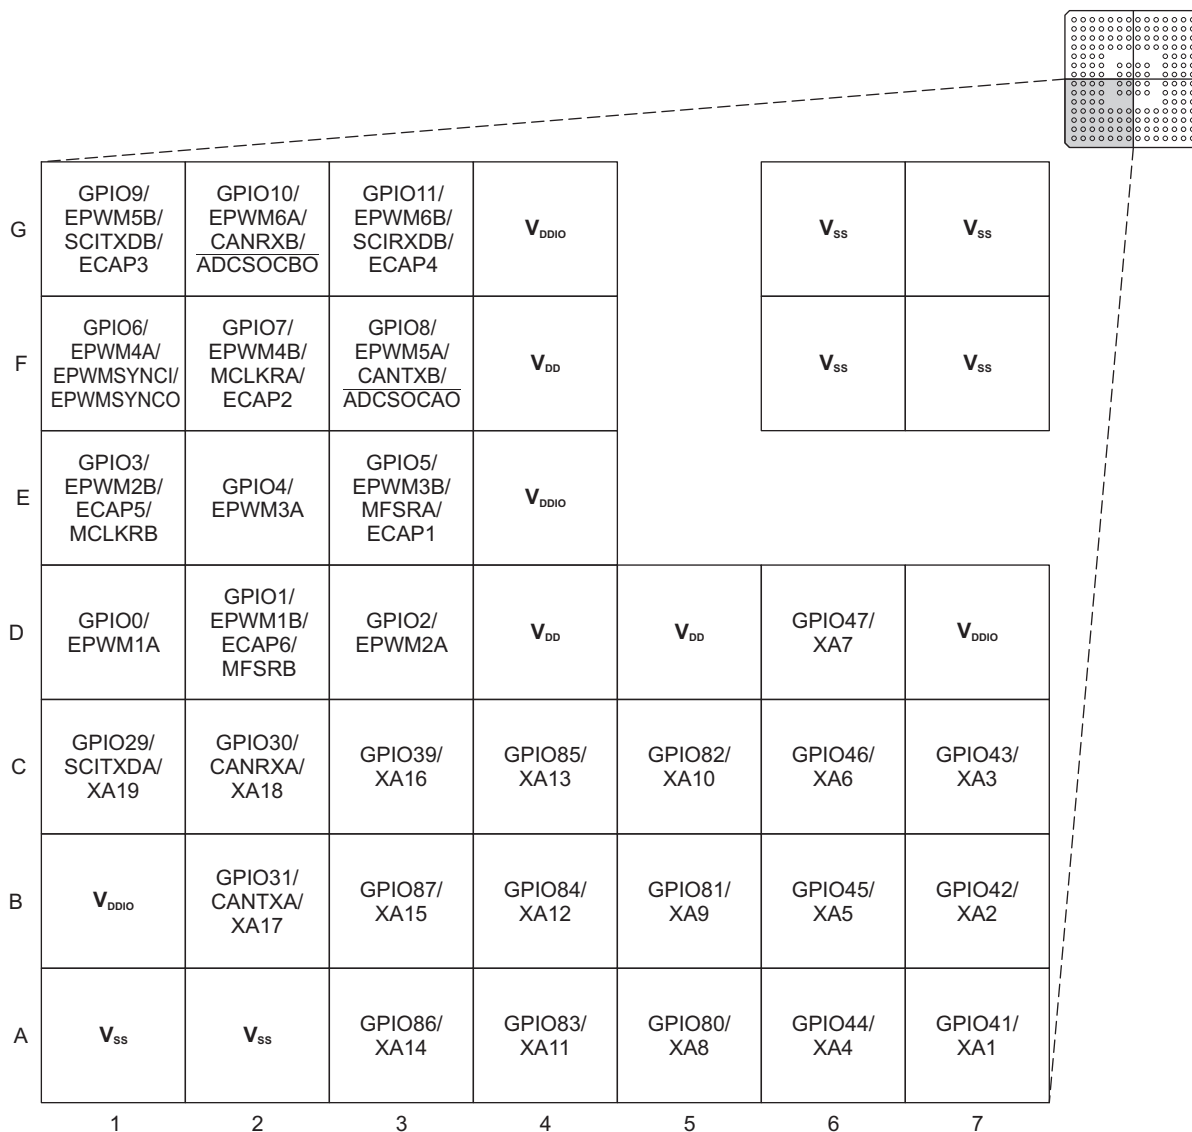 G
GPIO9/
EPWM5B/
SCITXDB/
ECAP3
GPIO10/
EPWM6A/
CANRXB/
ADCSOCBO
GPIO11/
EPWM6B/
SCIRXDB/
ECAP4
VDDIO
VSS
VSS
F
GPIO6/
EPWM4A/
EPWMSYNCI/
EPWMSYNCO
GPIO7/
EPWM4B/
MCLKRA/
ECAP2
GPIO8/
EPWM5A/
CANTXB/
ADCSOCAO
VDD
VSS
VSS
E
GPIO3/
EPWM2B/
ECAP5/
MCLKRB
GPIO4/
EPWM3A
GPIO5/
EPWM3B/
MFSRA/
ECAP1
VDDIO
D
GPIO0/
EPWM1A
GPIO1/
EPWM1B/
ECAP6/
MFSRB
GPIO2/
EPWM2A
VDD
VDD
GPIO47/
XA7
VDDIO
C
GPIO29/
SCITXDA/
XA19
GPIO30/
CANRXA/
XA18
GPIO39/
XA16
GPIO85/
XA13
GPIO82/
XA10
GPIO46/
XA6
GPIO43/
XA3
B
VDDIO
GPIO31/
CANTXA/
XA17
GPIO87/
XA15
GPIO84/
XA12
GPIO81/
XA9
GPIO45/
XA5
GPIO42/
XA2
A
VSS
VSS
GPIO86/
XA14
GPIO83/
XA11
GPIO80/
XA8
GPIO44/
XA4
GPIO41/
XA1
1 2 3 4 5 6 7